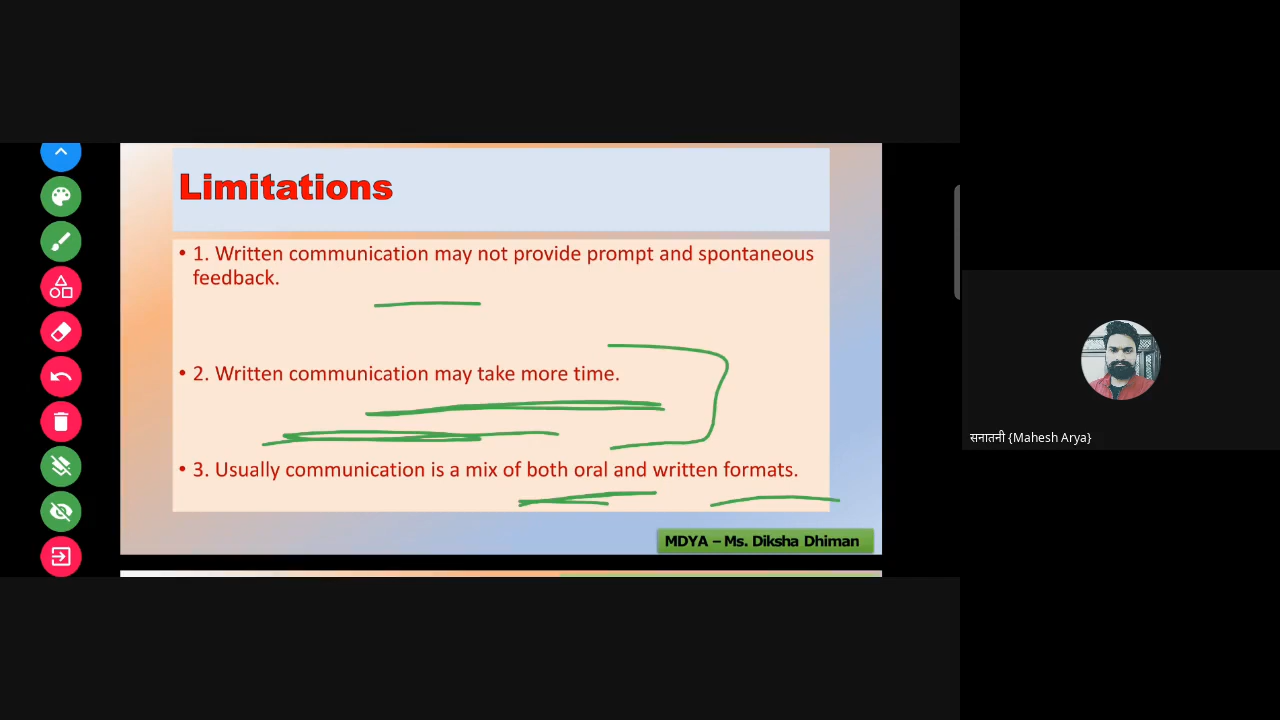 Limitations
• 1. Written communication may not provide prompt and spontaneous
feedback.
• 2. Written communication may take more time.
• 3. Usually communication is a mix of both oral and written formats.
MDYA – Ms. Diksha Dhiman
सनातनी {Mahesh Arya}